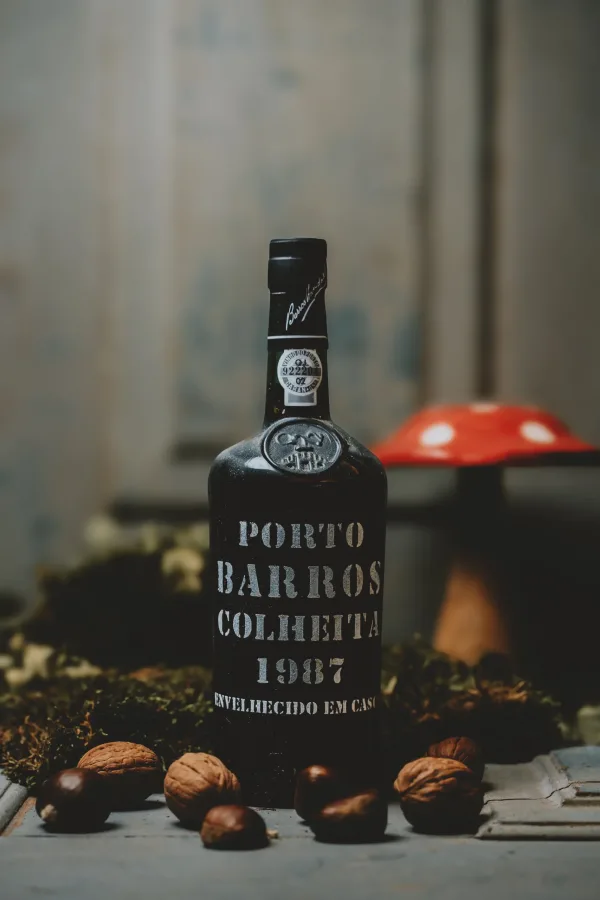 PORTO
BARROS
COLHEITA
1987
ENVELHECIDO EM CASC